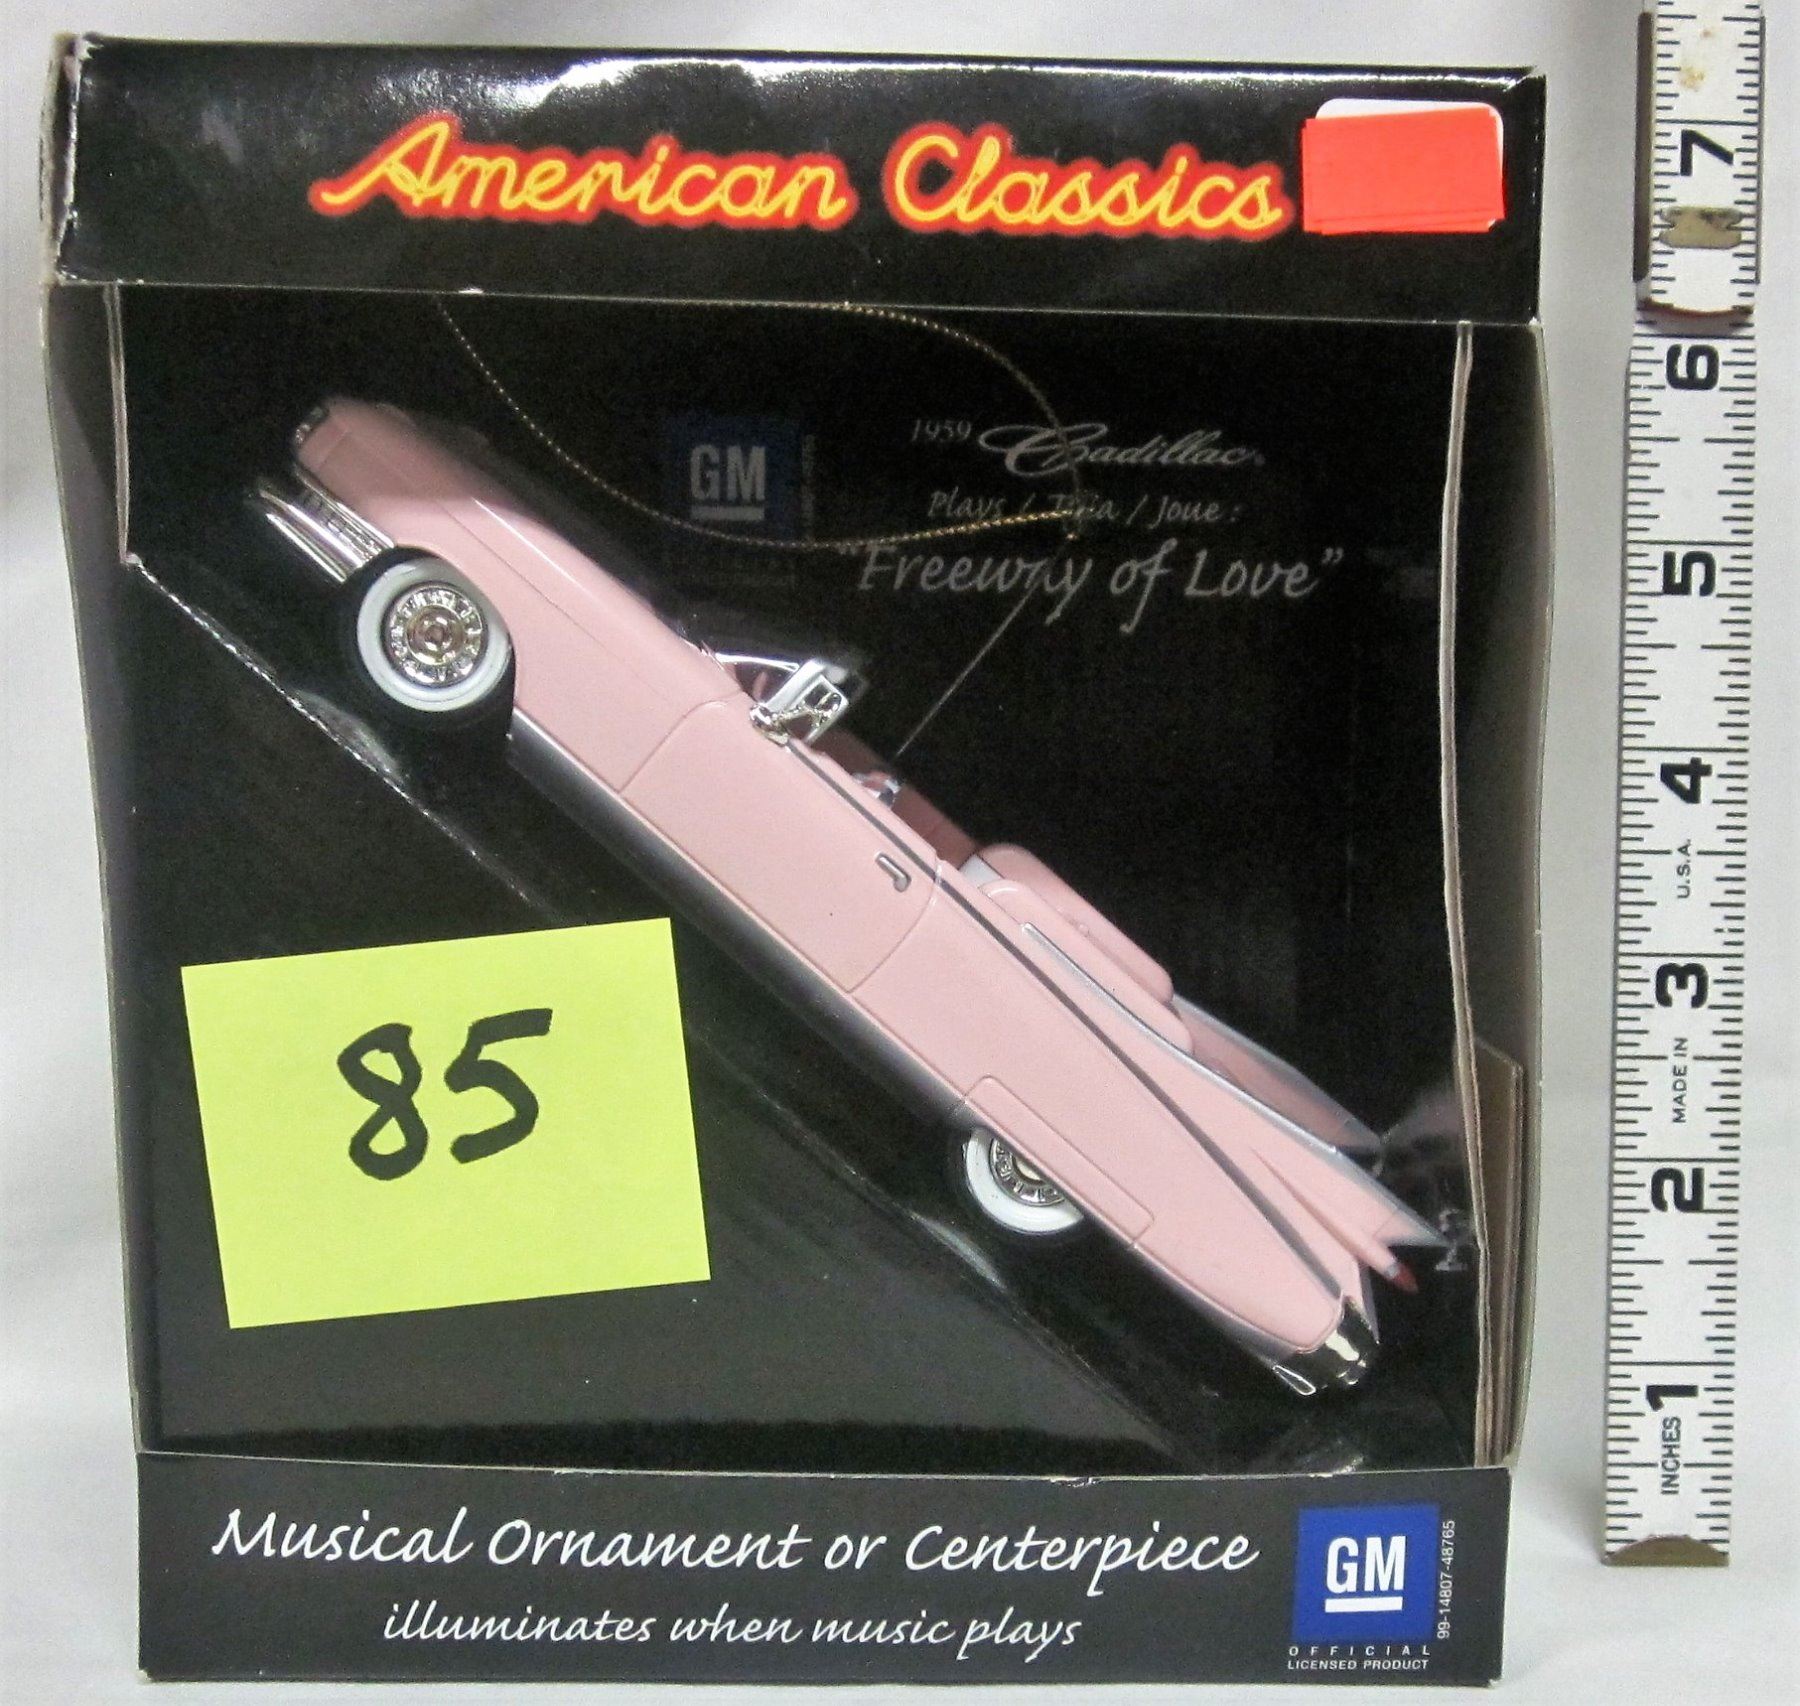 American Classics
GM
1959 Cadillac
Plays / Toca / Joue :
"Freeway of Love"
85
Musical Ornament or Centerpiece
illuminates when music plays
GM
OFFICIAL
LICENSED PRODUCT
99-14807-48765
7
6
5
4
U.S.A.
3
MADE IN
2
1
INCHES